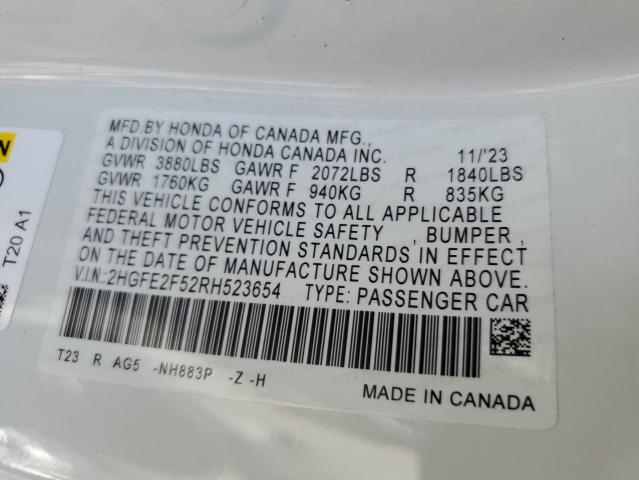 MFD.BY HONDA OF CANADA MFG.,
A DIVISION OF HONDA CANADA INC. 11/'23
GVWR 3880LBS GAWR F 2072LBS R 1840LBS
GVWR 1760KG GAWR F 940KG R 835KG
THIS VEHICLE CONFORMS TO ALL APPLICABLE
FEDERAL MOTOR VEHICLE SAFETY , BUMPER ,
AND THEFT PREVENTION STANDARDS IN EFFECT
ON THE DATE OF MANUFACTURE SHOWN ABOVE.
V.I.N.:2HGFE2F52RH523654 TYPE: PASSENGER CAR
T23 R AG5 -NH883P -Z -H
MADE IN CANADA
T20 A1